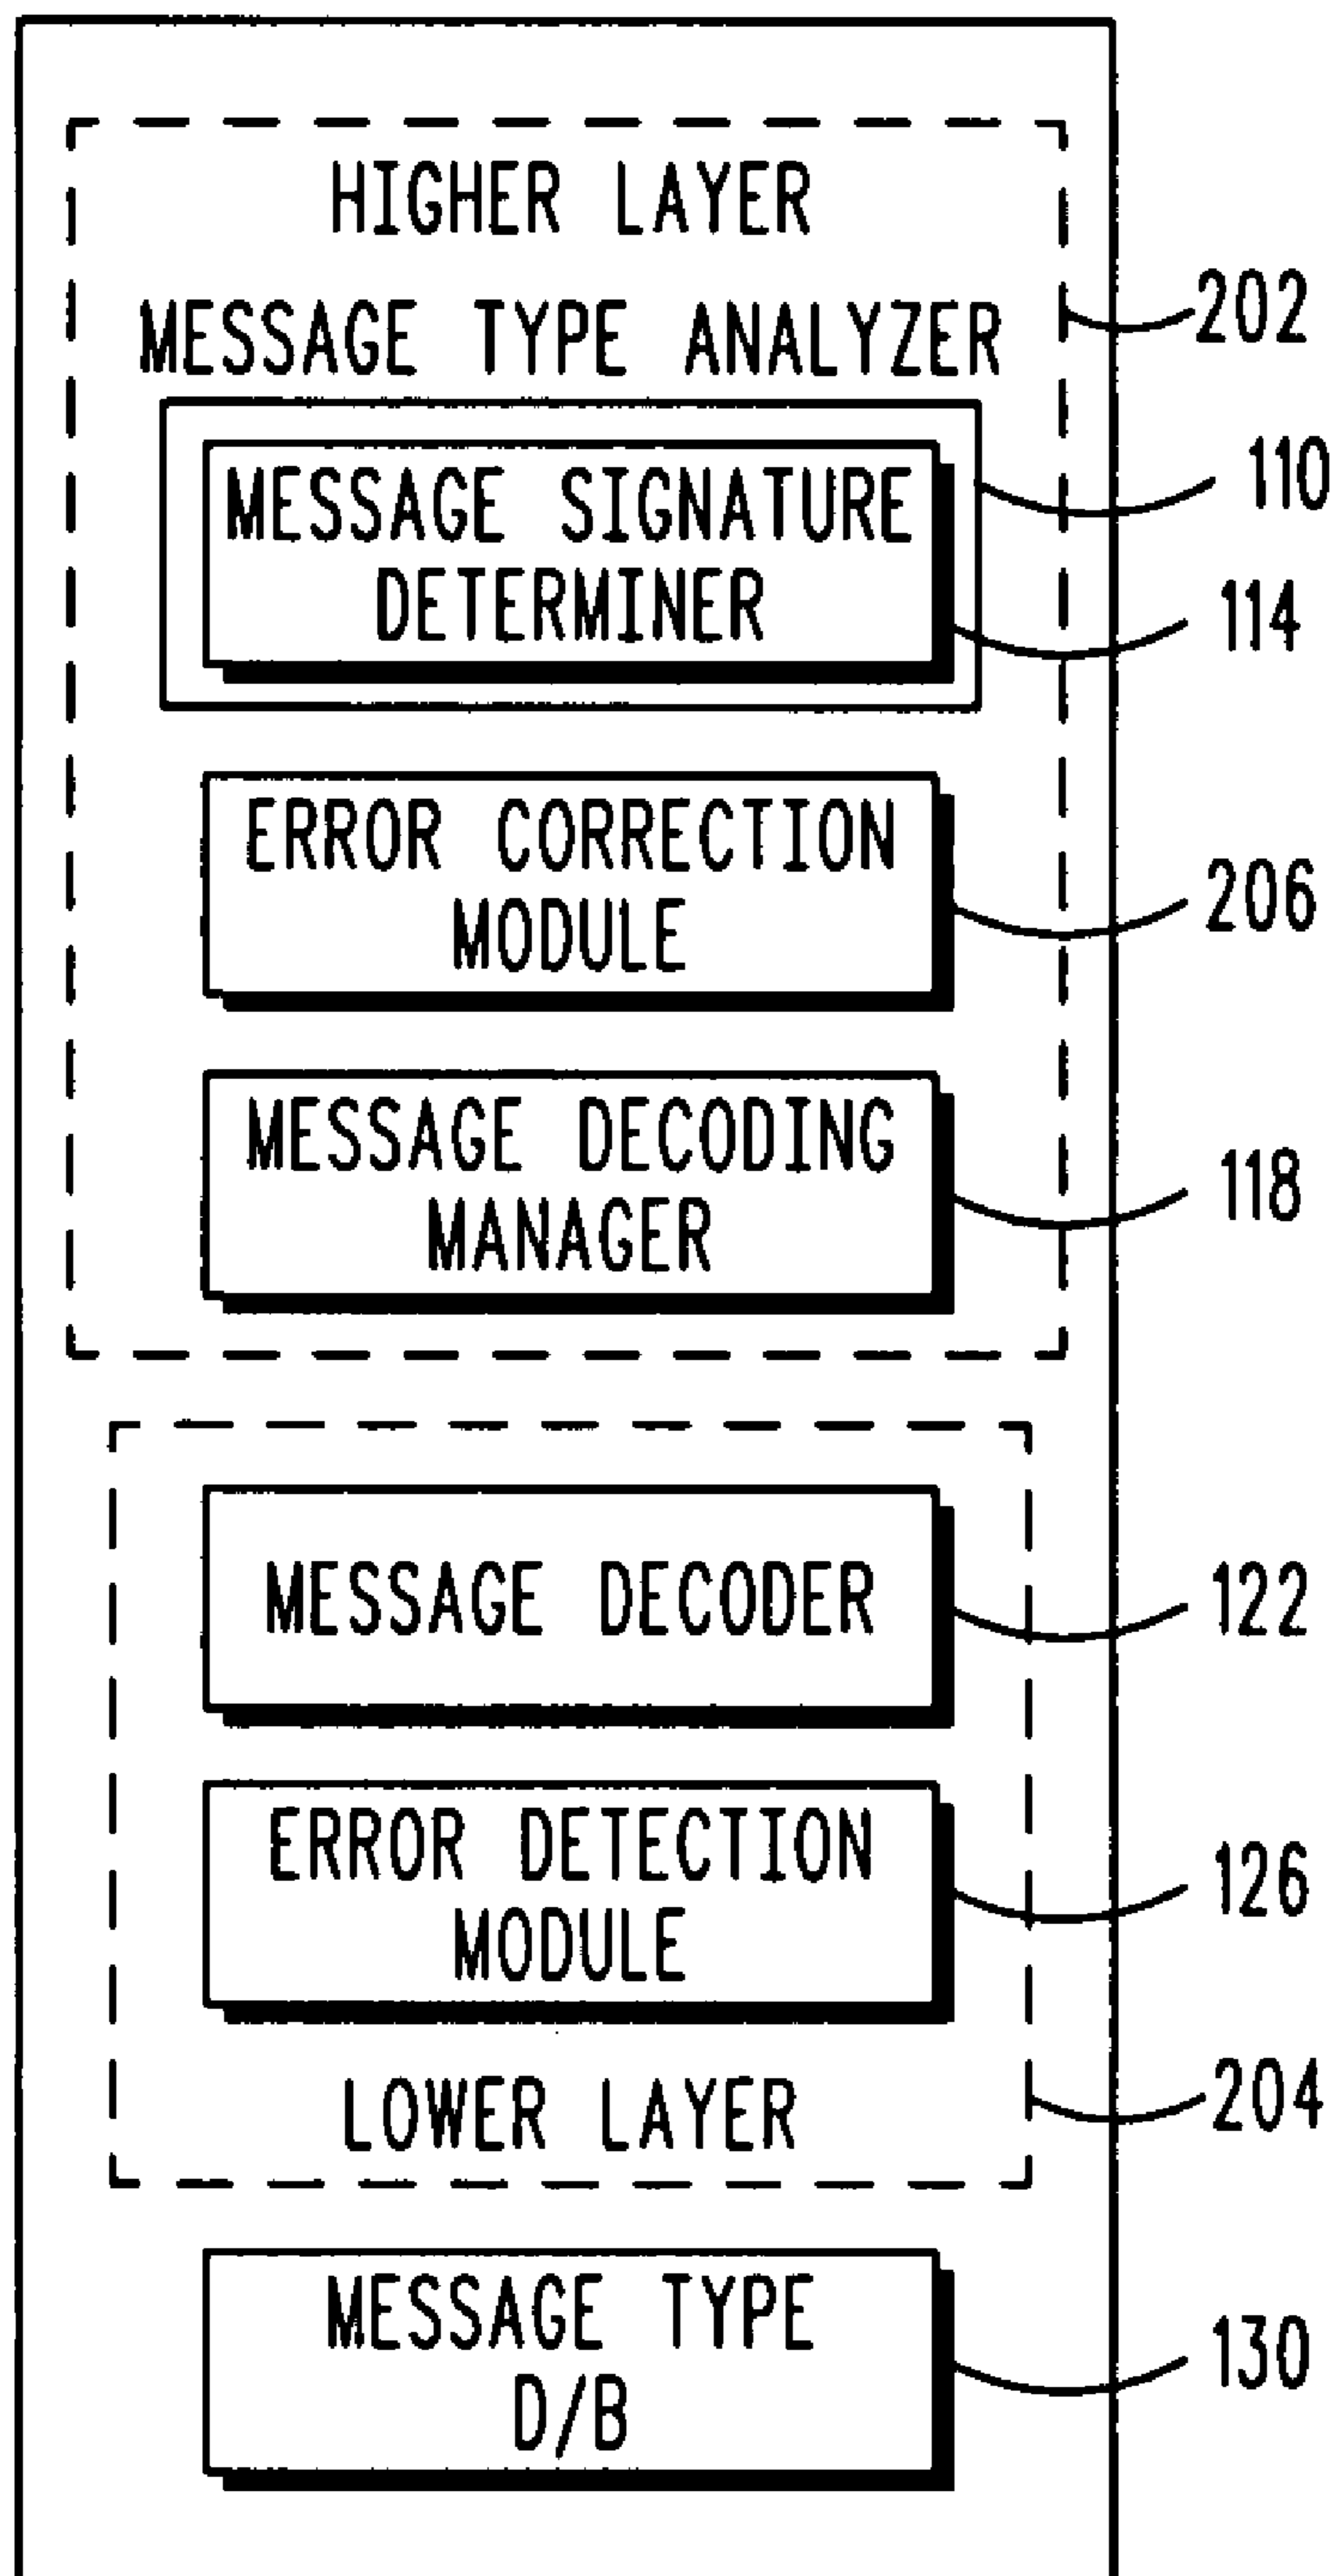 HIGHER LAYER
MESSAGE TYPE ANALYZER
202
MESSAGE SIGNATURE
DETERMINER
110
114
ERROR CORRECTION
MODULE
206
MESSAGE DECODING
MANAGER
118
MESSAGE DECODER
122
ERROR DETECTION
MODULE
126
LOWER LAYER
204
MESSAGE TYPE
D/B
130